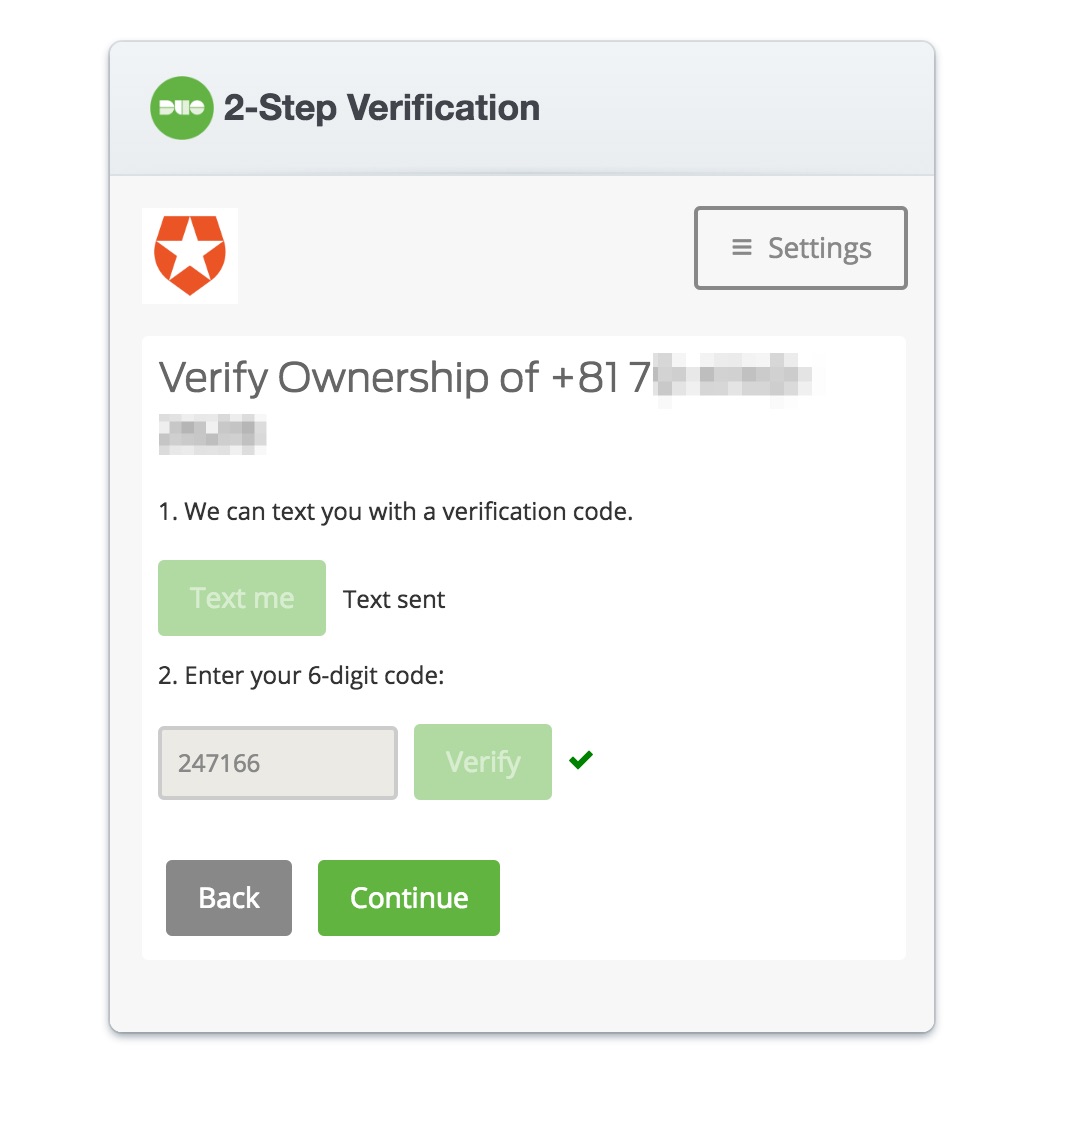 DUO 2-Step Verification
≡ Settings
Verify Ownership of +81 7
1. We can text you with a verification code.
Text me Text sent
2. Enter your 6-digit code:
247166 Verify ✔
Back Continue